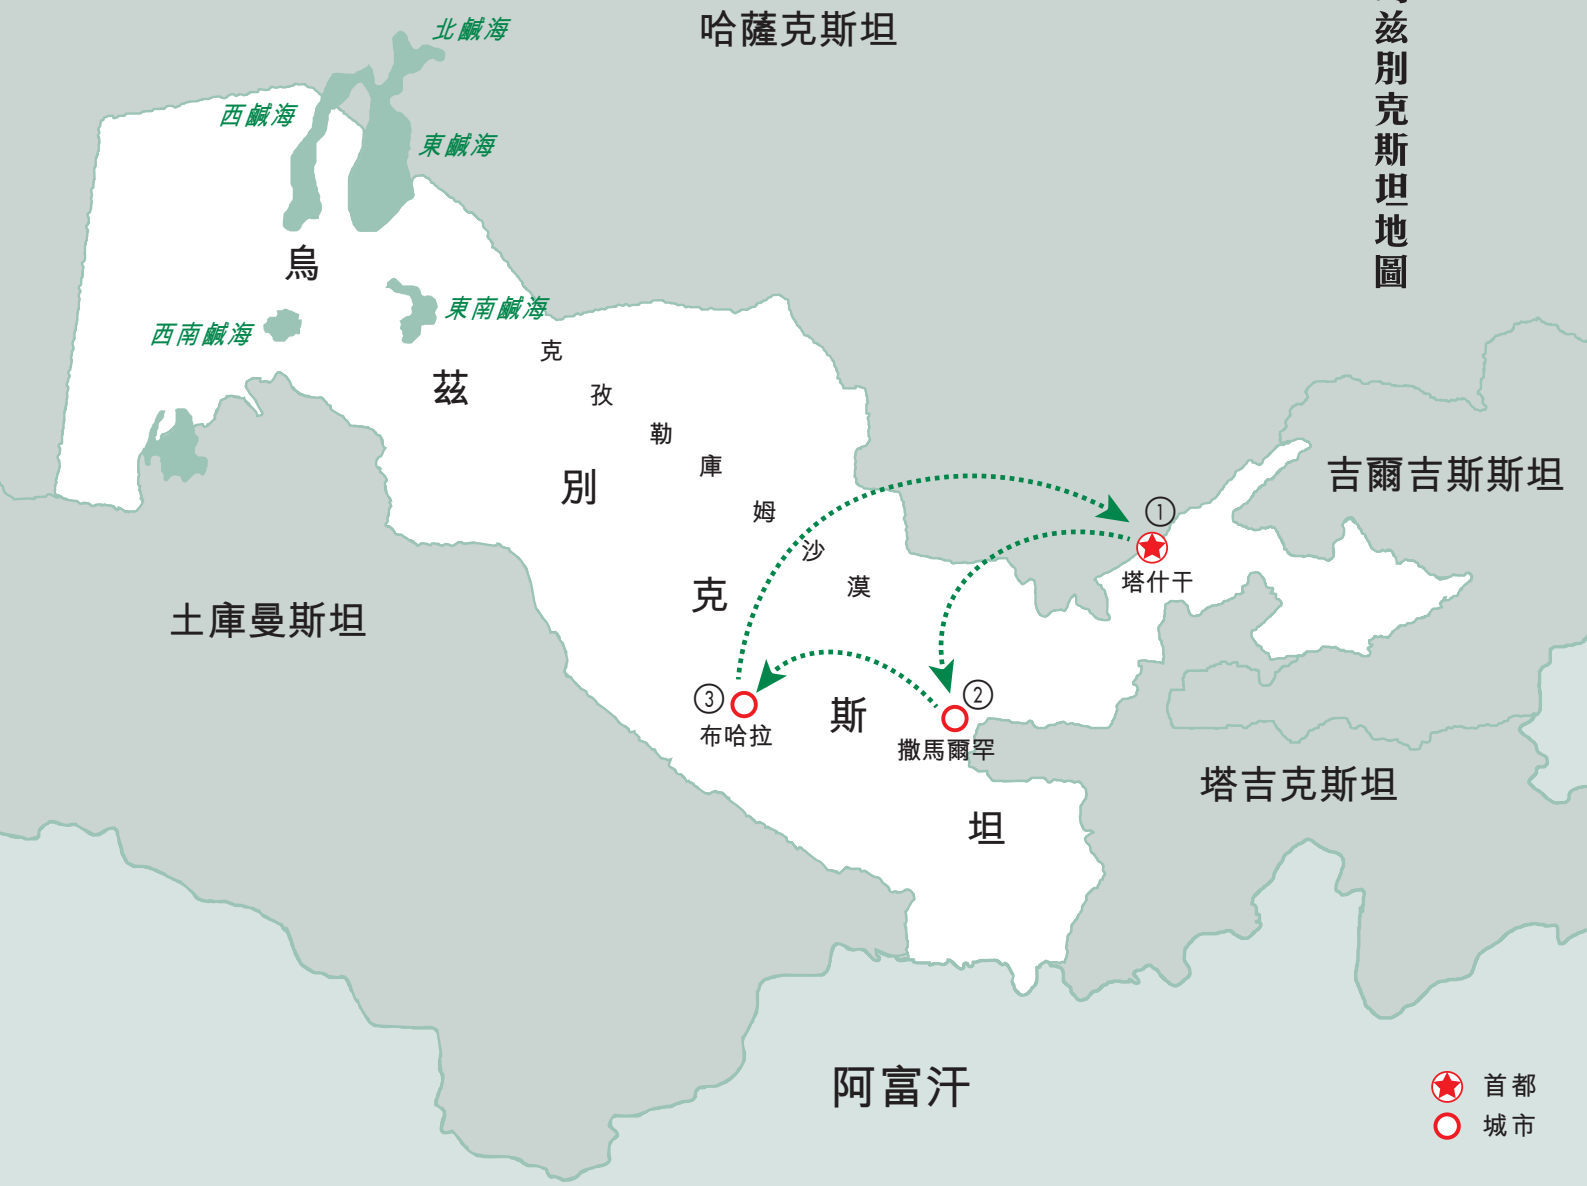 哈薩克斯坦
茲別克斯坦地圖
北鹹海
西鹹海
東鹹海
西南鹹海
東南鹹海
烏茲別克斯坦
克孜勒庫姆沙漠
吉爾吉斯斯坦
1
塔什干
土庫曼斯坦
2
撒馬爾罕
3
布哈拉
塔吉克斯坦
阿富汗
首都
城市